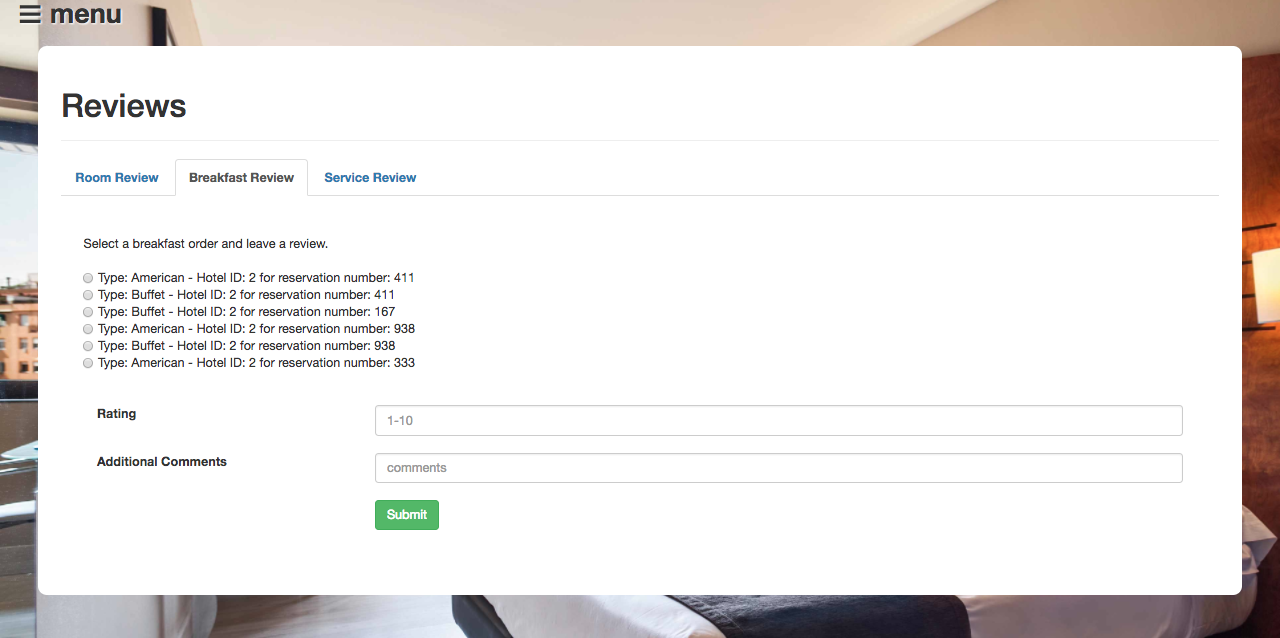 menu
Reviews
Room Review Breakfast Review Service Review
Select a breakfast order and leave a review.
Type: American - Hotel ID: 2 for reservation number: 411
Type: Buffet - Hotel ID: 2 for reservation number: 411
Type: Buffet - Hotel ID: 2 for reservation number: 167
Type: American - Hotel ID: 2 for reservation number: 938
Type: Buffet - Hotel ID: 2 for reservation number: 938
Type: American - Hotel ID: 2 for reservation number: 333
Rating 1-10
Additional Comments comments
Submit